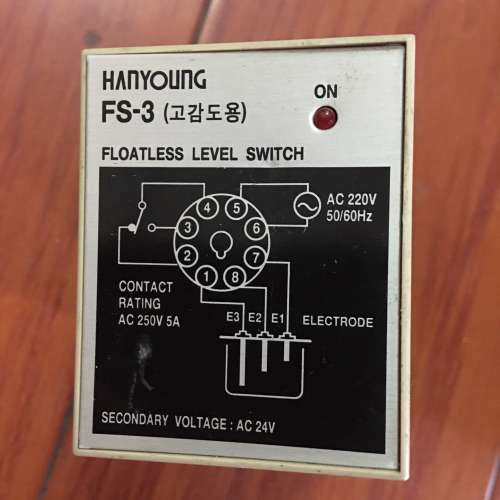 HANYOUNG
ON
FS-3 (고감도용)
FLOATLESS LEVEL SWITCH
4 5
AC 220V
3 6
50/60Hz
2 7
1 8
CONTACT
RATING
AC 250V 5A
E3 E2 E1 ELECTRODE
SECONDARY VOLTAGE : AC 24V